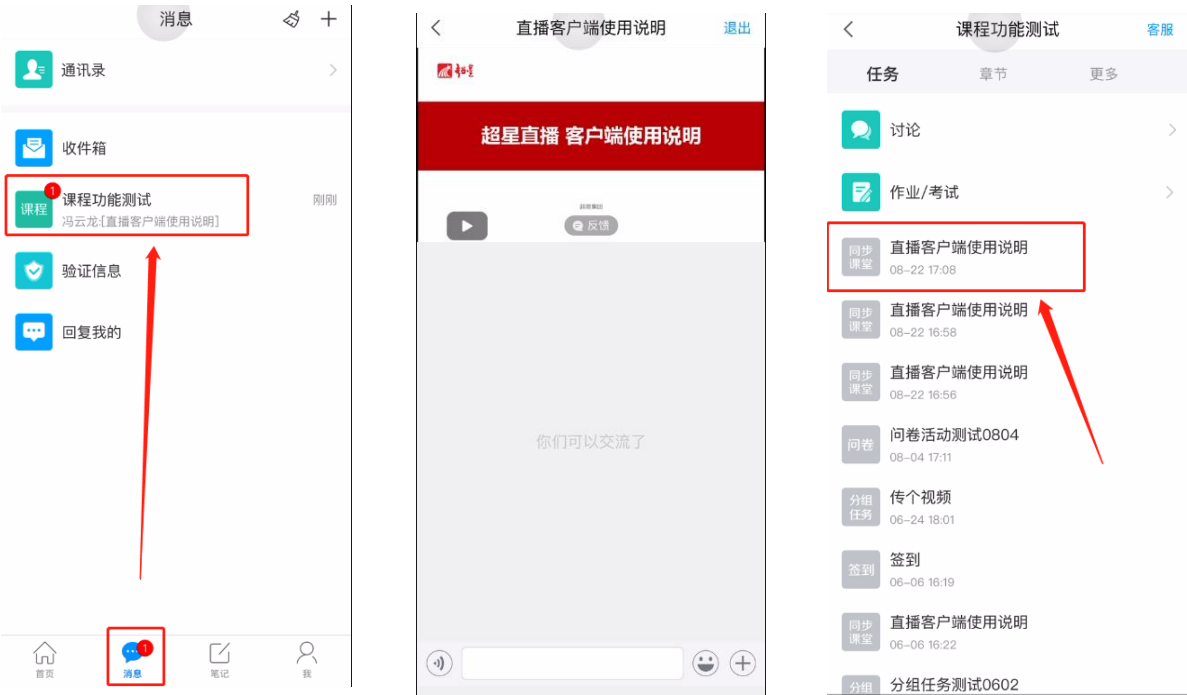 消息
通讯录
收件箱
课程
1
课程功能测试
刚刚
冯云龙:[直播客户端使用说明]
验证信息
回复我的
首页
1
消息
笔记
我
直播客户端使用说明
退出
超星直播 客户端使用说明
反馈
你们可以交流了
课程功能测试
客服
任务
章节
更多
讨论
作业/考试
同步
课堂
直播客户端使用说明
08-22 17:08
同步
课堂
直播客户端使用说明
08-22 16:58
同步
课堂
直播客户端使用说明
08-22 16:56
问卷
问卷活动测试0804
08-04 17:11
分组
任务
传个视频
06-24 18:01
签到
签到
06-06 16:19
同步
课堂
直播客户端使用说明
06-06 16:22
分组
分组任务测试0602